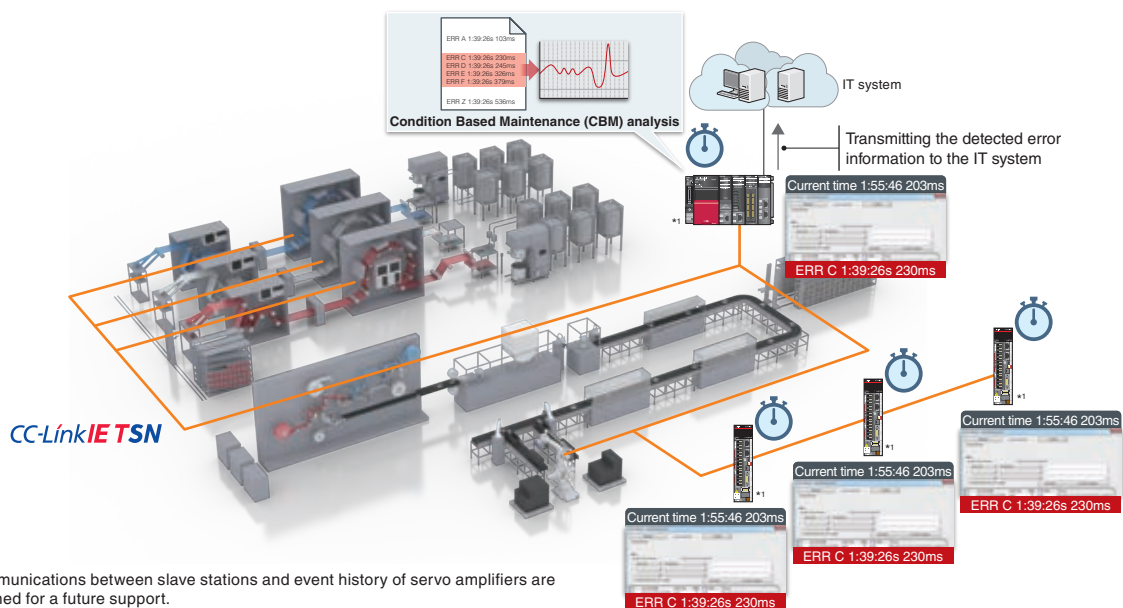 ERR A 1:39:26s 103ms
ERR C 1:39:26s 230ms
ERR D 1:39:26s 245ms
ERR E 1:39:26s 326ms
ERR F 1:39:26s 379ms
ERR Z 1:39:26s 536ms
Condition Based Maintenance (CBM) analysis
IT system
Transmitting the detected error
information to the IT system
*1
Current time 1:55:46 203ms
ERR C 1:39:26s 230ms
*1
Current time 1:55:46 203ms
ERR C 1:39:26s 230ms
*1
Current time 1:55:46 203ms
ERR C 1:39:26s 230ms
*1
Current time 1:55:46 203ms
ERR C 1:39:26s 230ms
CC-Link IE TSN
munications between slave stations and event history of servo amplifiers are
ned for a future support.